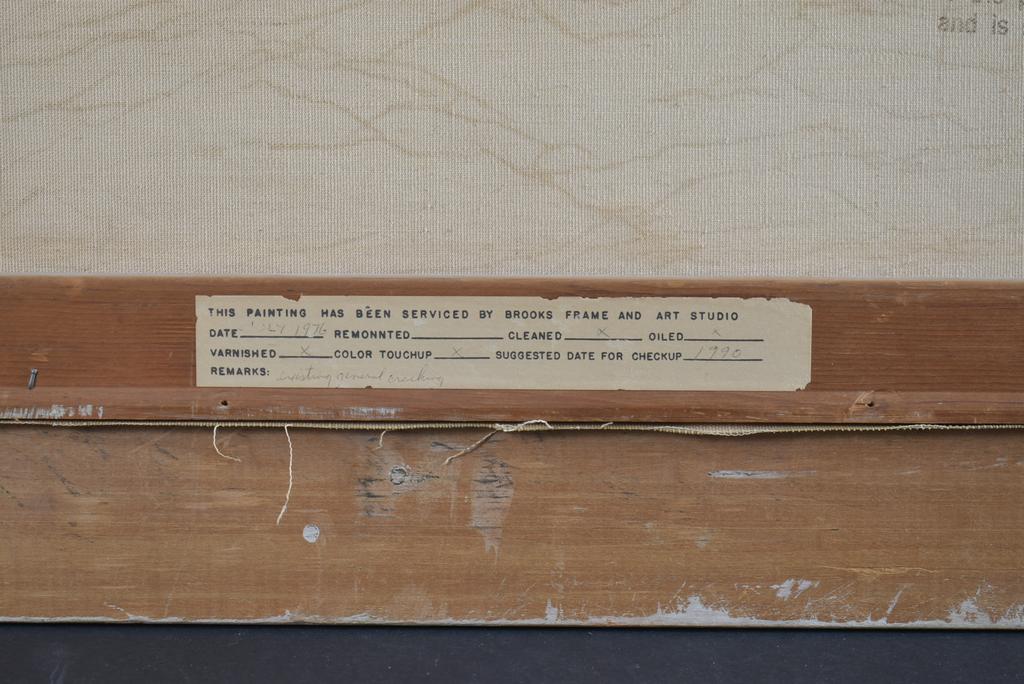 and is
THIS PAINTING HAS BEEN SERVICED BY BROOKS FRAME AND ART STUDIO
DATE 1976 REMONNTED CLEANED X OILED X
VARNISHED X COLOR TOUCHUP X SUGGESTED DATE FOR CHECKUP 1990
REMARKS: existing general cracking